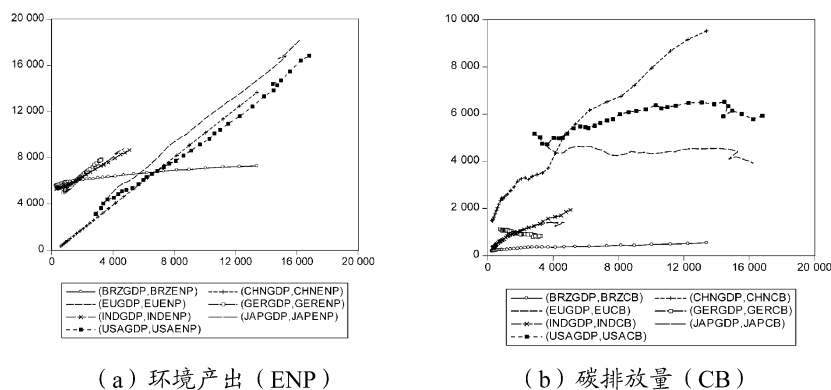 20 000
16 000
12 000
8 000
4 000
0
0 4 000 8 000 12 000 16 000 20 000
(BRZGDP,BRZENP) (CHNGDP,CHNENP)
(EUGDP,EUENP) (GERGDP,GERENP)
(INDGDP,INDENP) (JAPGDP,JAPENP)
(USAGDP,USAENP)
(a)环境产出(ENP)
10 000
8 000
6 000
4 000
2 000
0
0 4 000 8 000 12 000 16 000 20 000
(BRZGDP,BRZCB) (CHNGDP,CHNCB)
(EUGDP,EUCB) (GERGDP,GERCB)
(INDGDP,INDCB) (JAPGDP,JAPCB)
(USAGDP,USACB)
(b)碳排放量(CB)